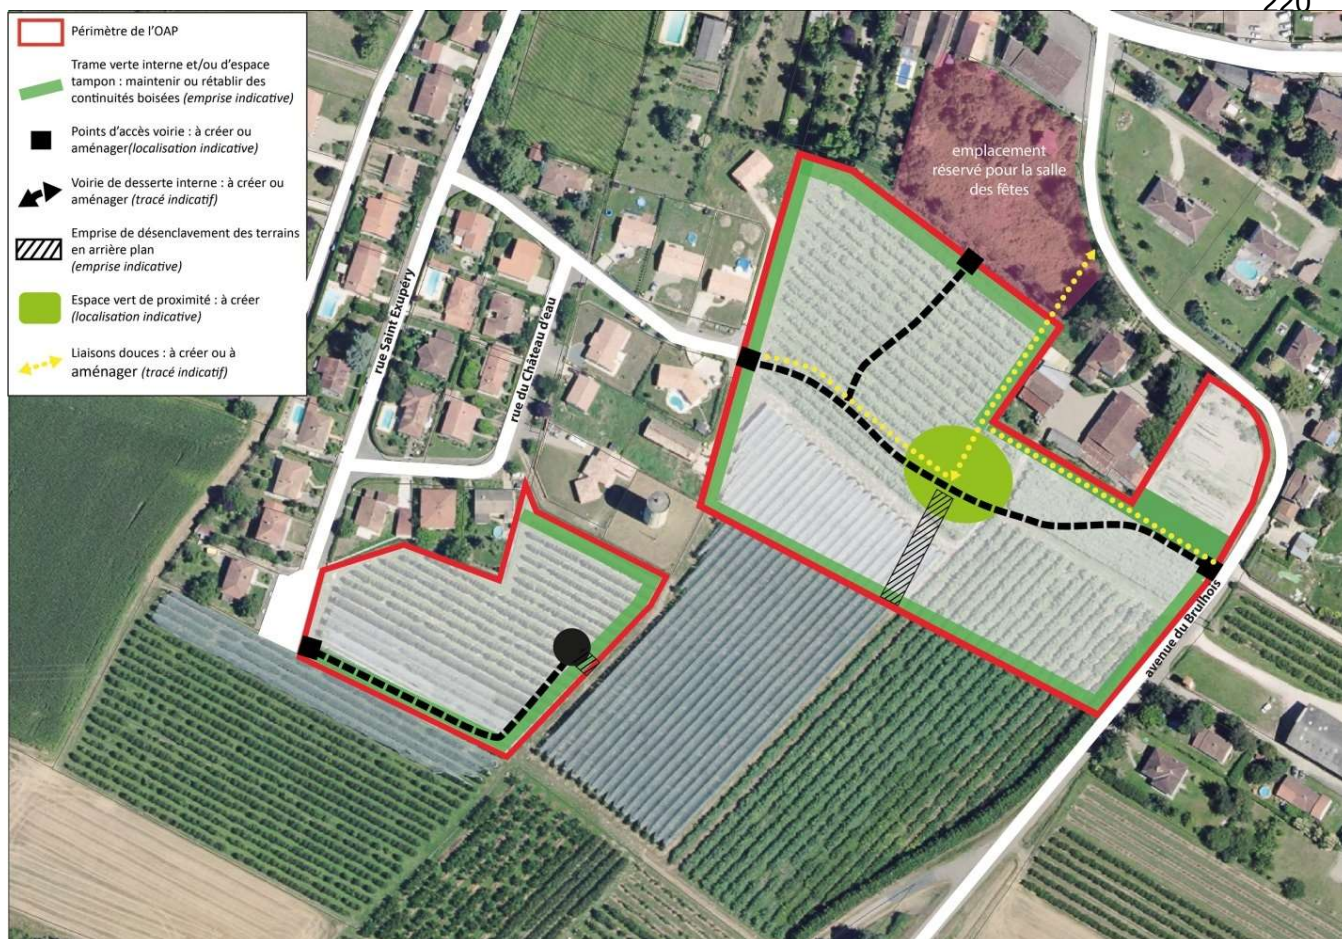 220
Périmètre de l'OAP
Trame verte interne et/ou d'espace
tampon : maintenir ou rétablir des
continuités boisées (emprise indicative)
Points d'accès voirie : à créer ou
aménager(localisation indicative)
Voirie de desserte interne : à créer ou
aménager (tracé indicatif)
Emprise de désenclavement des terrains
en arrière plan
(emprise indicative)
Espace vert de proximité : à créer
(localisation indicative)
Liaisons douces : à créer ou à
aménager (tracé indicatif)
emplacement
réservé pour la salle
des fêtes
rue Saint Exupéry
rue du Château d'eau
avenue du Brulhois